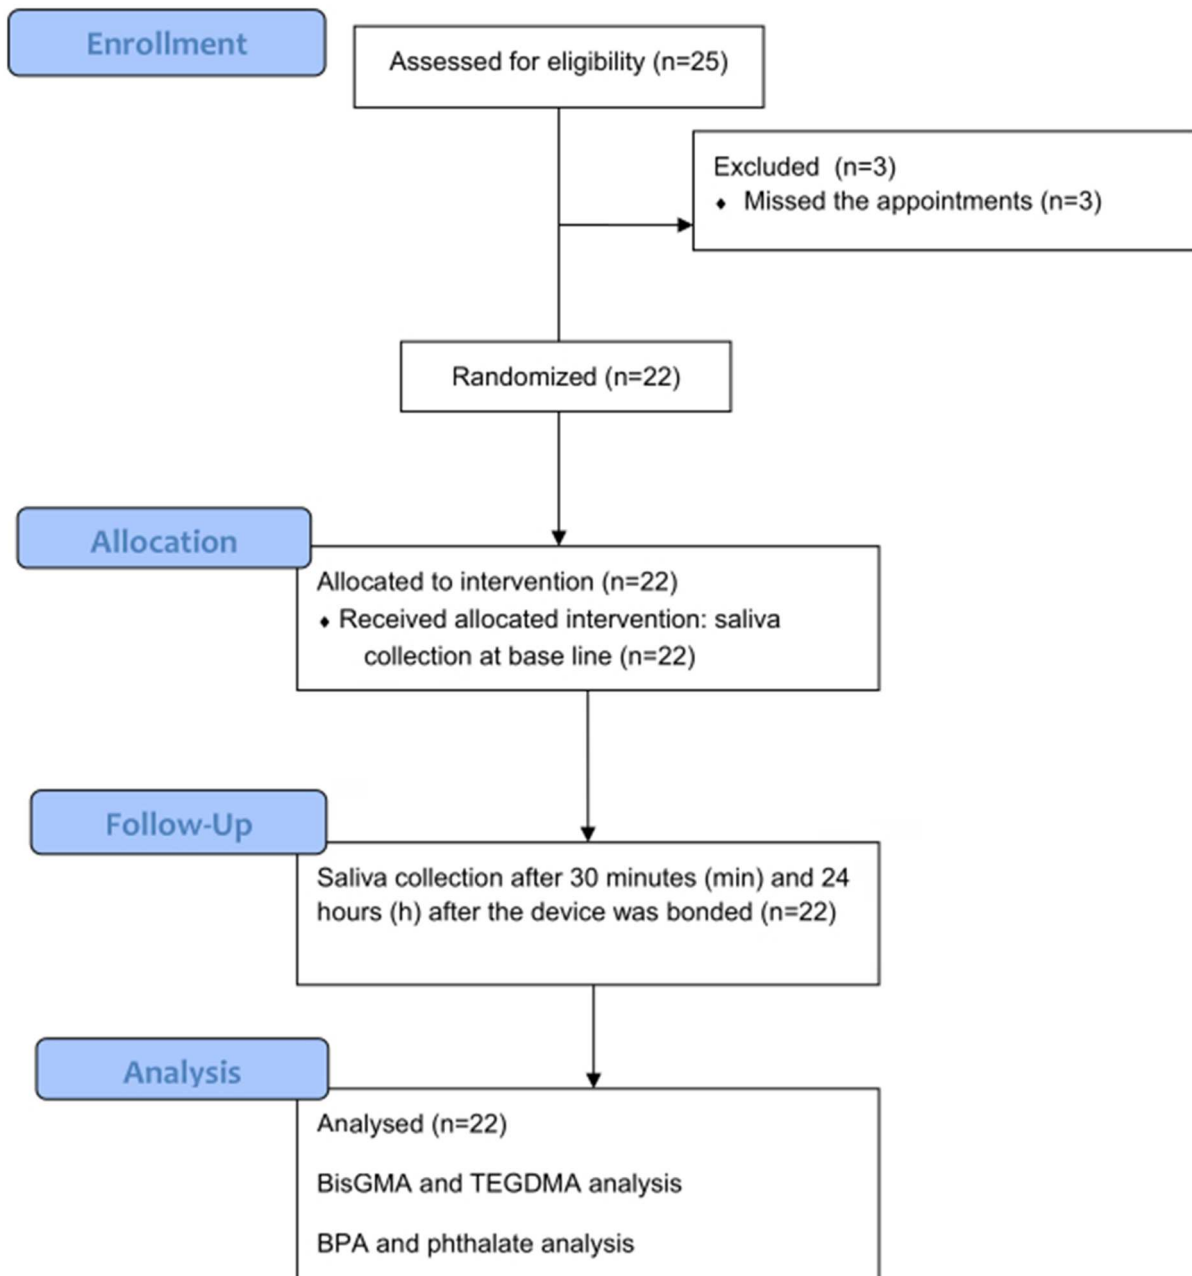 Enrollment
Assessed for eligibility (n=25)
Excluded  (n=3)
♦ Missed the appointments (n=3)
Randomized (n=22)
Allocation
Allocated to intervention (n=22)
♦ Received allocated intervention: saliva
collection at base line (n=22)
Follow-Up
Saliva collection after 30 minutes (min) and 24
hours (h) after the device was bonded (n=22)
Analysis
Analysed (n=22)
BisGMA and TEGDMA analysis
BPA and phthalate analysis